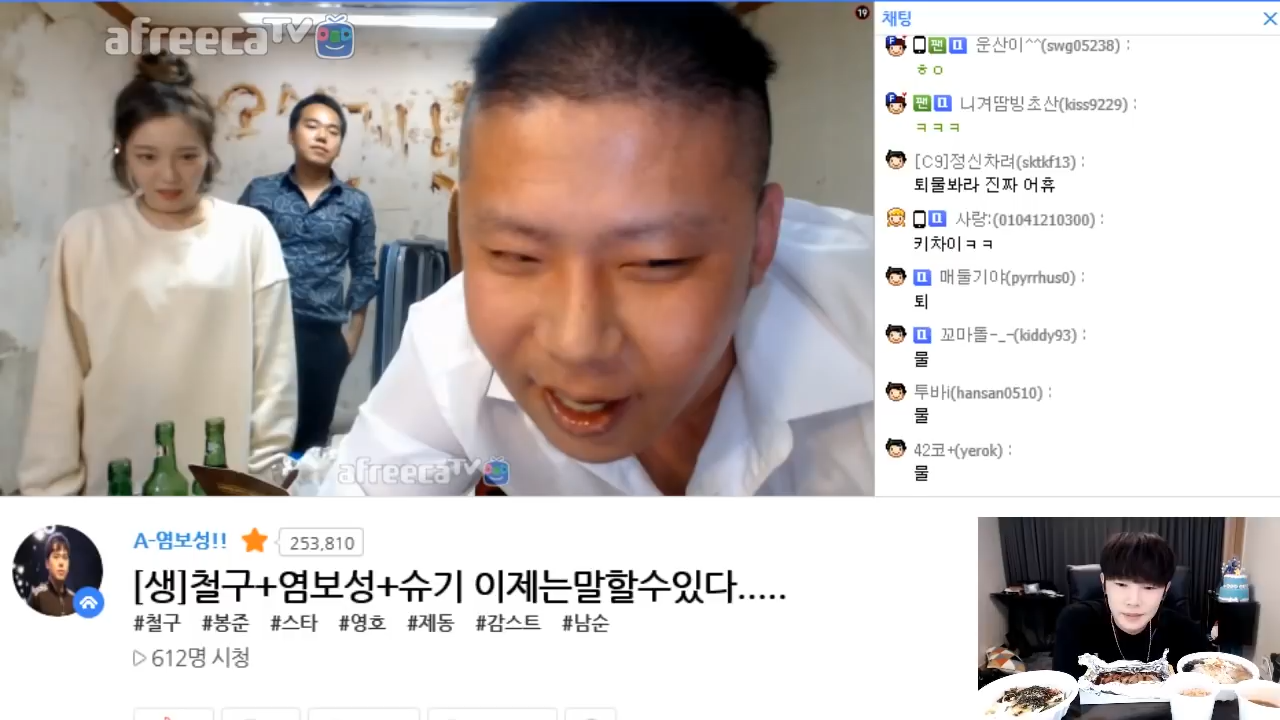 afreecaTV
19
afreecaTV
채팅
팬 운산이^^(swg05238) :
ㅎㅇ
팬 니겨땀빙초산(kiss9229) :
ㅋㅋㅋ
[C9]정신차려(sktkf13) :
퇴물봐라 진짜 어휴
사랑:(01041210300) :
키차이ㅋㅋ
매둘기야(pyrrhus0) :
퇴
꼬마돌-_-(kiddy93) :
물
투바i(hansan0510) :
물
42코+(yerok) :
물
A-염보성!!
253,810
[생]철구+염보성+슈기 이제는말할수있다.....
#철구 #봉준 #스타 #영호 #제동 #감스트 #남순
612명 시청